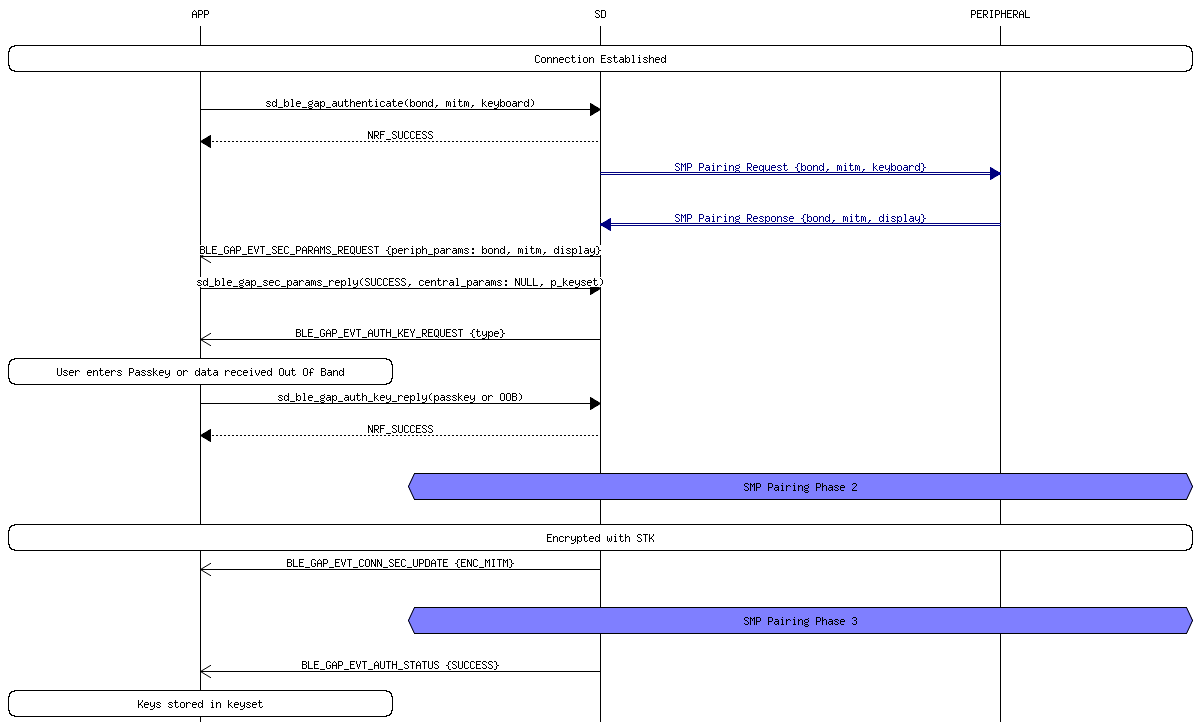 APP SD PERIPHERAL
Connection Established
sd_ble_gap_authenticate(bond, mitm, keyboard)
NRF_SUCCESS
SMP Pairing Request {bond, mitm, keyboard}
SMP Pairing Response {bond, mitm, display}
BLE_GAP_EVT_SEC_PARAMS_REQUEST {periph_params: bond, mitm, display}
sd_ble_gap_sec_params_reply(SUCCESS, central_params: NULL, p_keyset)
BLE_GAP_EVT_AUTH_KEY_REQUEST {type}
User enters Passkey or data received Out Of Band
sd_ble_gap_auth_key_reply(passkey or OOB)
NRF_SUCCESS
SMP Pairing Phase 2
Encrypted with STK
BLE_GAP_EVT_CONN_SEC_UPDATE {ENC_MITM}
SMP Pairing Phase 3
BLE_GAP_EVT_AUTH_STATUS {SUCCESS}
Keys stored in keyset